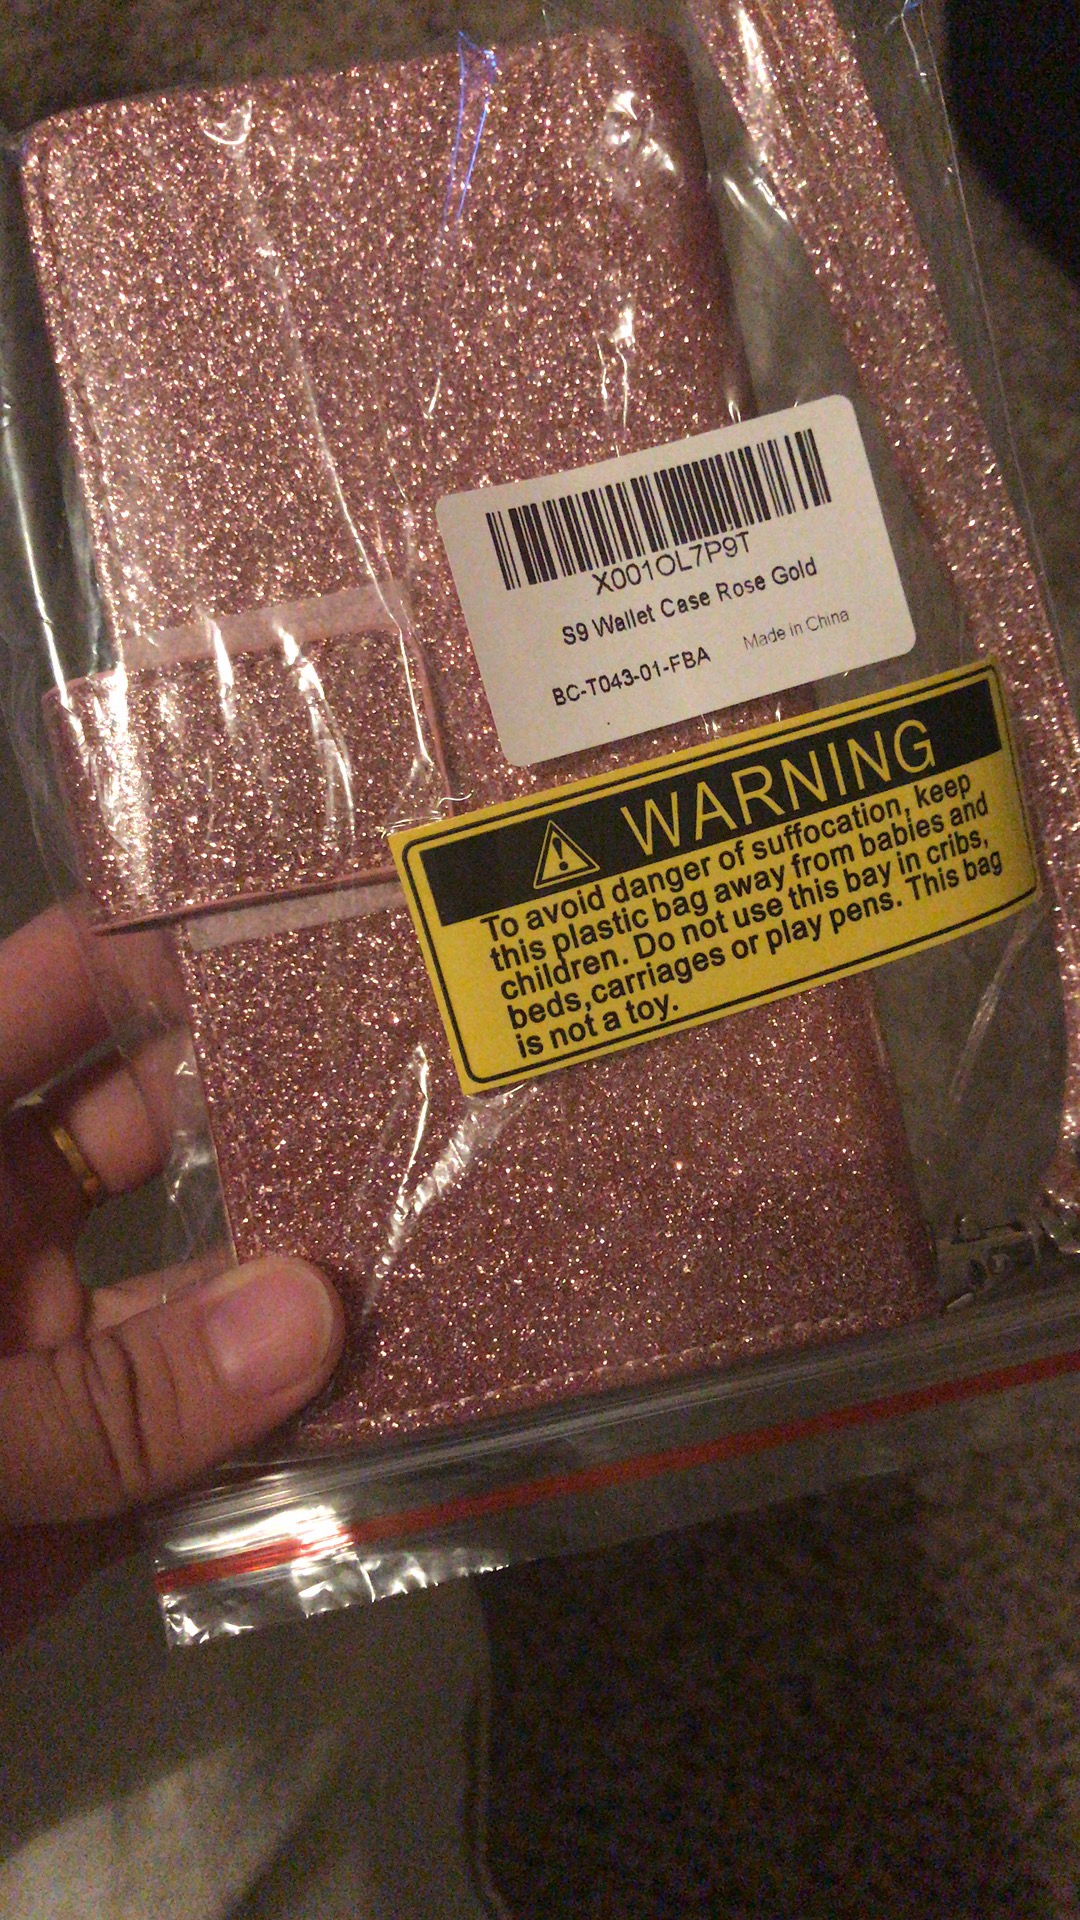 X001OL7P9T
S9 Wallet Case Rose Gold
BC-T043-01-FBA Made in China
WARNING
To avoid danger of suffocation, keep
this plastic bag away from babies and
children. Do not use this bay in cribs,
beds,carriages or play pens. This bag
is not a toy.